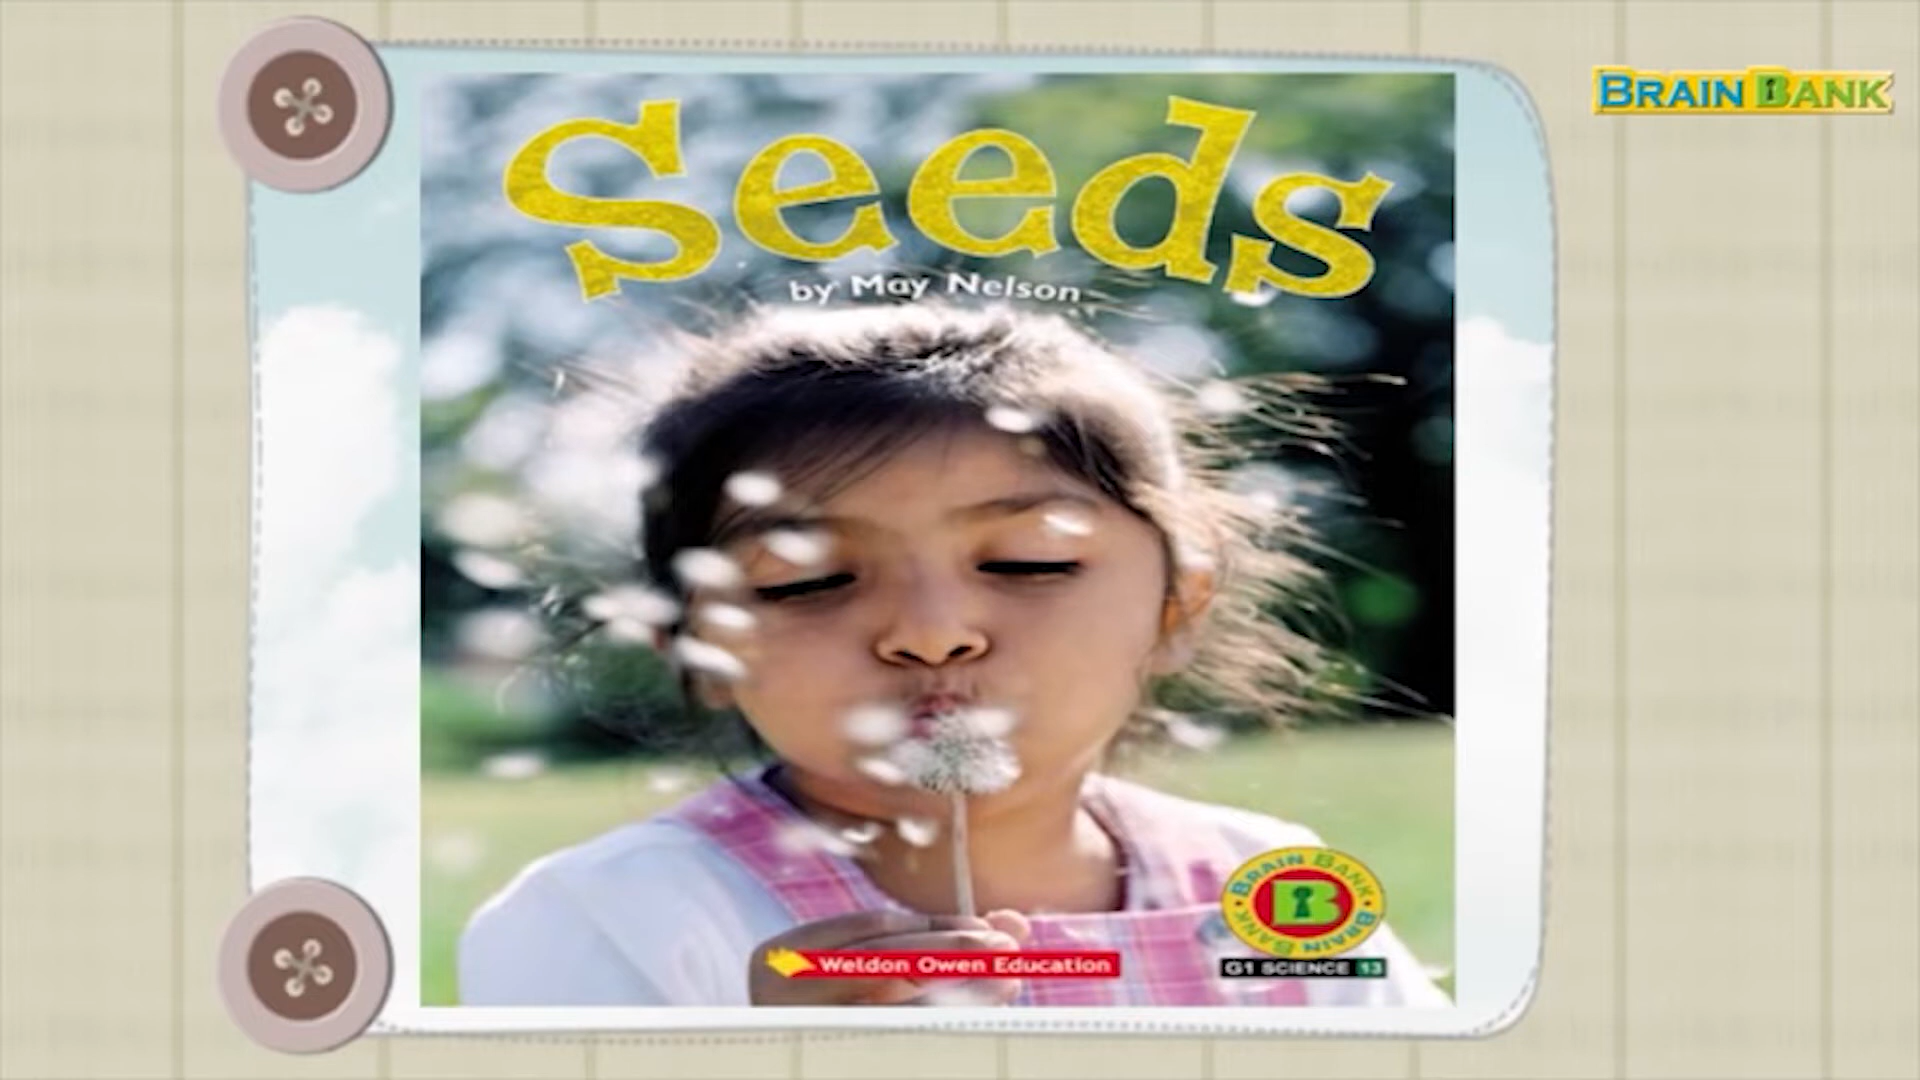 BRAIN BANK
Seeds
by May Nelson
BRAIN BANK • BRAIN BANK •
B
Weldon Owen Education
G1 SCIENCE 13